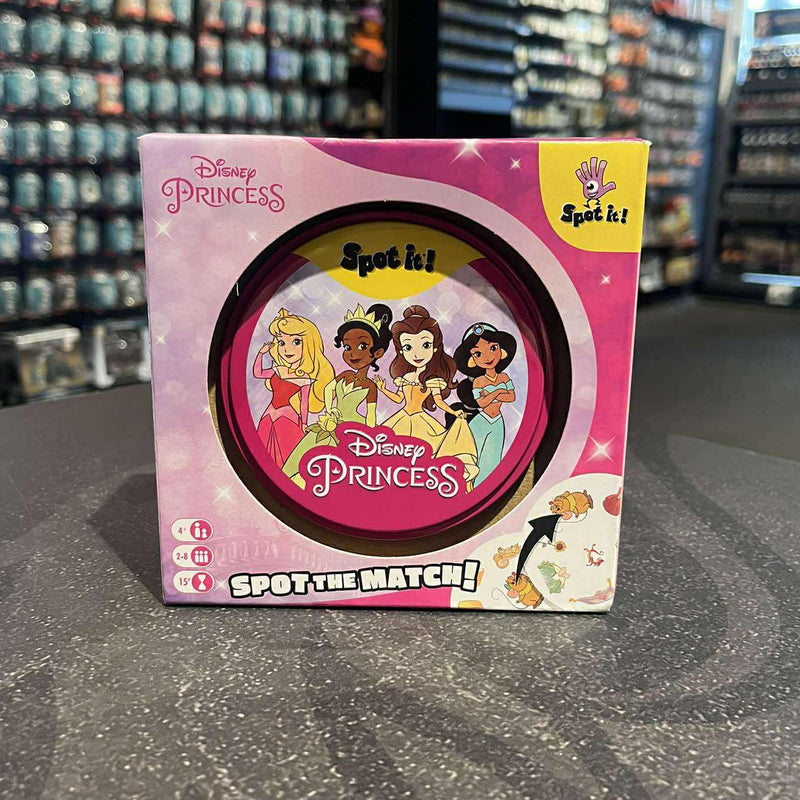 Disney
PRINCESS
Spot it!
Spot it!
Disney
PRINCESS
4+
2-8
15'
SPOT THE MATCH!